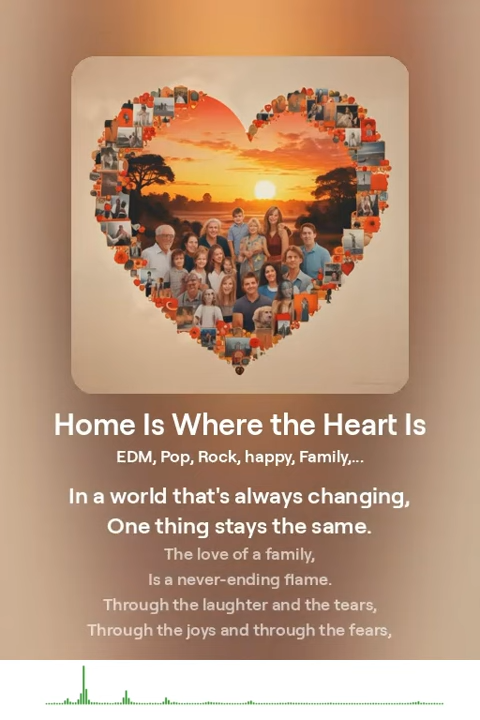 Home Is Where the Heart Is
EDM, Pop, Rock, happy, Family,...
In a world that's always changing,
One thing stays the same.
The love of a family,
Is a never-ending flame.
Through the laughter and the tears,
Through the joys and through the fears,